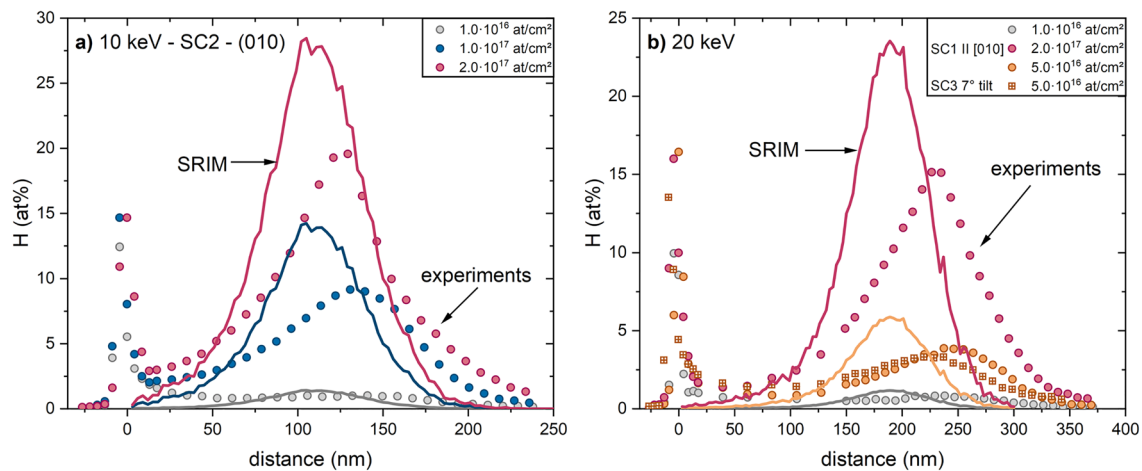 a) 10 keV - SC2 - (010)
1.0·10¹⁶ at/cm²
1.0·10¹⁷ at/cm²
2.0·10¹⁷ at/cm²
SRIM
experiments
H (at%)
30
25
20
15
10
5
0
0 50 100 150 200 250
distance (nm)
b) 20 keV
1.0·10¹⁶ at/cm²
SC1 II [010] 2.0·10¹⁷ at/cm²
5.0·10¹⁶ at/cm²
SC3 7° tilt 5.0·10¹⁶ at/cm²
SRIM
experiments
H (at%)
25
20
15
10
5
0
0 50 100 150 200 250 300 350 400
distance (nm)